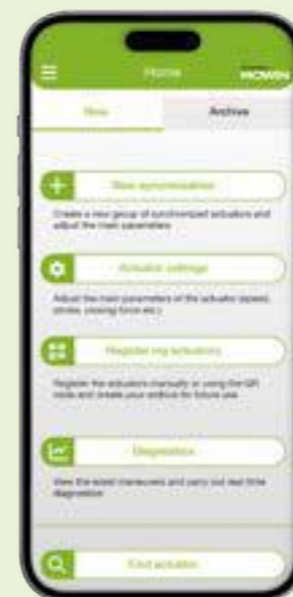 Home
MOWIN
New
Archive
New synchronization
Create a new group of synchronized actuators and
adjust the main parameters
Actuator settings
Adjust the main parameters of the actuator (speed,
stroke, closing force etc.)
Register my actuators
Register the actuators manually or using the QR
code and create your archive for future use
Diagnostics
View the latest maneuvers and carry out real time
diagnostics
Find actuator